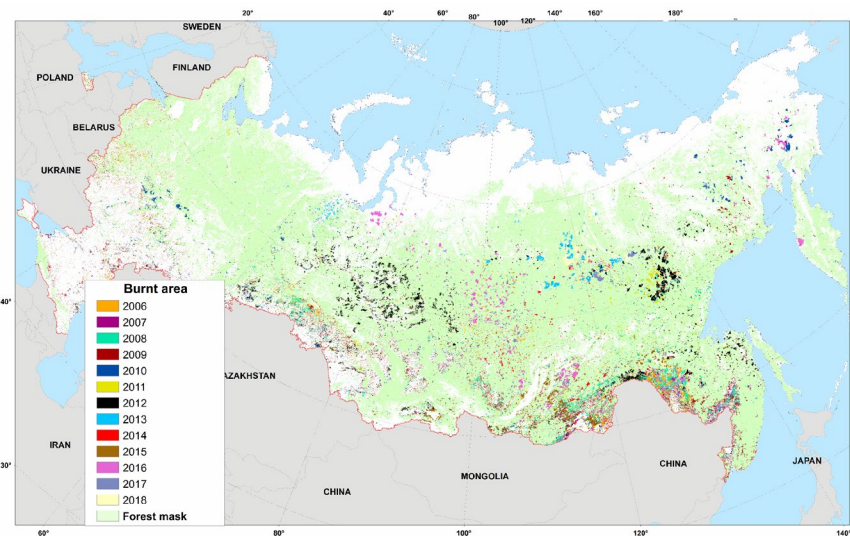 20° 40° 60° 80° 100° 120° 140° 160° 180°
SWEDEN
FINLAND
POLAND
BELARUS
UKRAINE
Burnt area
2006
2007
2008
2009
2010
2011
2012
2013
2014
2015
2016
2017
2018
Forest mask
40°
AZAKHSTAN
IRAN
30°
MONGOLIA
CHINA
CHINA
JAPAN
60° 80° 100° 120° 140°